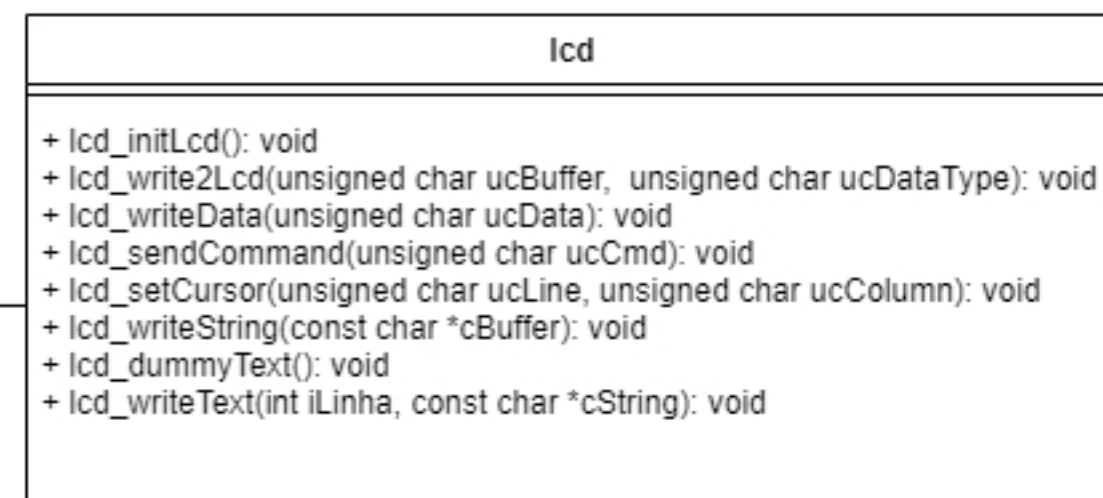 lcd
+ lcd_initLcd(): void
+ lcd_write2Lcd(unsigned char ucBuffer,  unsigned char ucDataType): void
+ lcd_writeData(unsigned char ucData): void
+ lcd_sendCommand(unsigned char ucCmd): void
+ lcd_setCursor(unsigned char ucLine, unsigned char ucColumn): void
+ lcd_writeString(const char *cBuffer): void
+ lcd_dummyText(): void
+ lcd_writeText(int iLinha, const char *cString): void